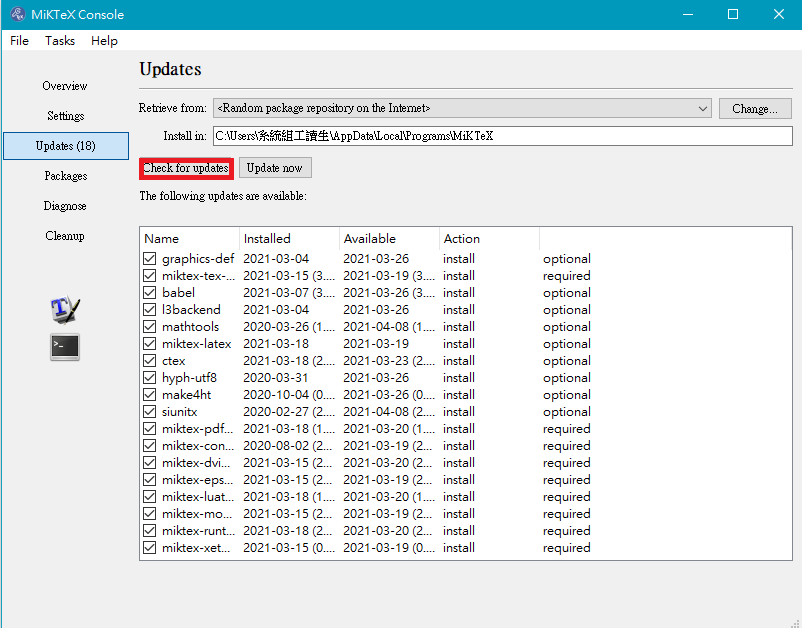 MiKTeX Console
File Tasks Help
Updates
Overview
Settings
Updates (18)
Packages
Diagnose
Cleanup
Retrieve from: <Random package repository on the Internet> Change...
Install in: C:\Users\系統組工讀生\AppData\Local\Programs\MiKTeX
Check for updates Update now
The following updates are available:
Name Installed Available Action
graphics-def 2021-03-04 2021-03-26 install optional
miktex-tex-... 2021-03-15 (3.... 2021-03-19 (3.... install required
babel 2021-03-07 (3.... 2021-03-26 (3.... install optional
l3backend 2021-03-04 2021-03-26 install optional
mathtools 2020-03-26 (1.... 2021-04-08 (1.... install optional
miktex-latex 2021-03-18 2021-03-19 install optional
ctex 2021-03-18 (2.... 2021-03-23 (2.... install optional
hyph-utf8 2020-03-31 2021-03-26 install optional
make4ht 2020-10-04 (0.... 2021-03-26 (0.... install optional
siunitx 2020-02-27 (2... 2021-04-08 (2... install optional
miktex-pdf... 2021-03-18 (1.... 2021-03-20 (1.... install required
miktex-con... 2020-08-02 (2... 2021-03-19 (2... install required
miktex-dvi... 2021-03-15 (2... 2021-03-20 (2... install required
miktex-eps... 2021-03-15 (2... 2021-03-19 (2... install required
miktex-luat... 2021-03-18 (1.... 2021-03-20 (1.... install required
miktex-mo... 2021-03-15 (2... 2021-03-19 (2... install required
miktex-runt... 2021-03-18 (2... 2021-03-20 (2... install required
miktex-xet... 2021-03-15 (0.... 2021-03-19 (0.... install required